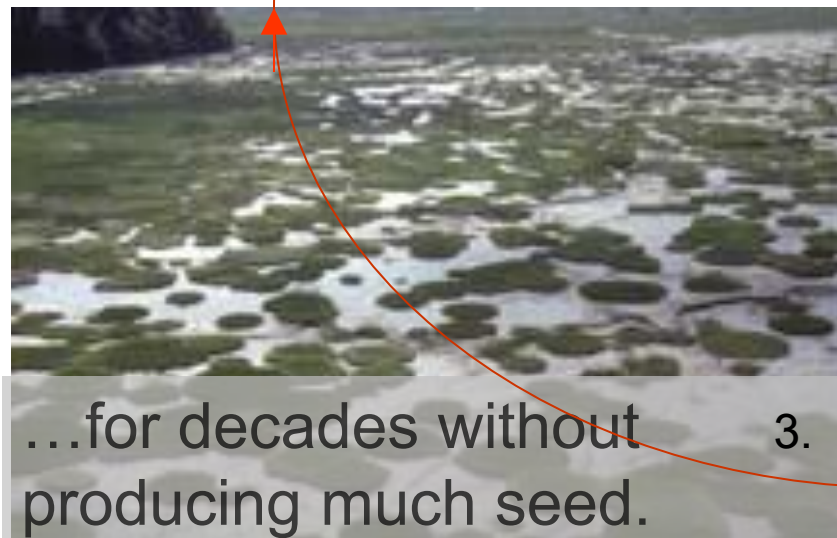 …for decades without
3.
producing much seed.